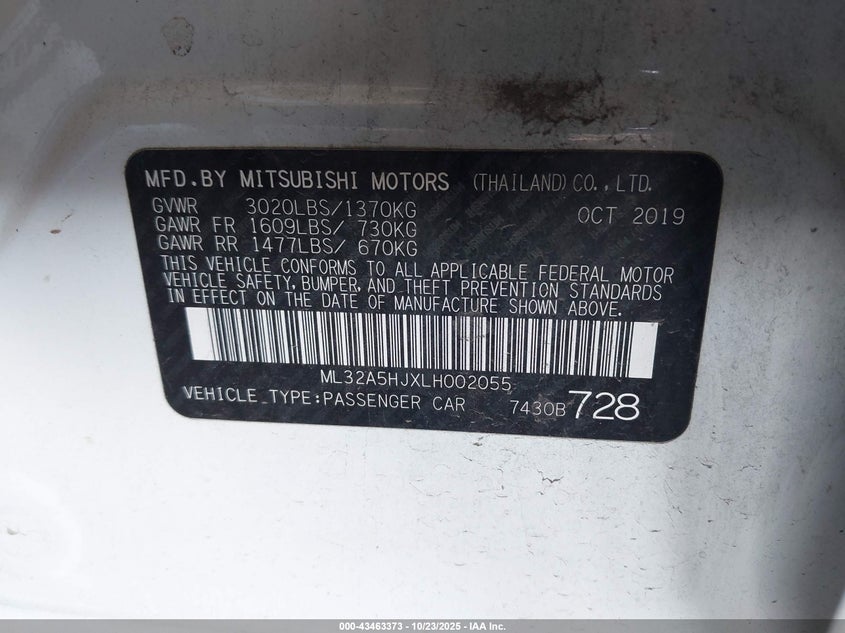 MFD.BY MITSUBISHI MOTORS (THAILAND) CO.,LTD.
GVWR 3020LBS/1370KG OCT 2019
GAWR FR 1609LBS/ 730KG
GAWR RR 1477LBS/ 670KG
THIS VEHICLE CONFORMS TO ALL APPLICABLE FEDERAL MOTOR
VEHICLE SAFETY, BUMPER, AND THEFT PREVENTION STANDARDS
IN EFFECT ON THE DATE OF MANUFACTURE SHOWN ABOVE.
ML32A5HJXLH002055
VEHICLE TYPE:PASSENGER CAR 7430B 728
000-43463373 - 10/23/2025 - IAA Inc.